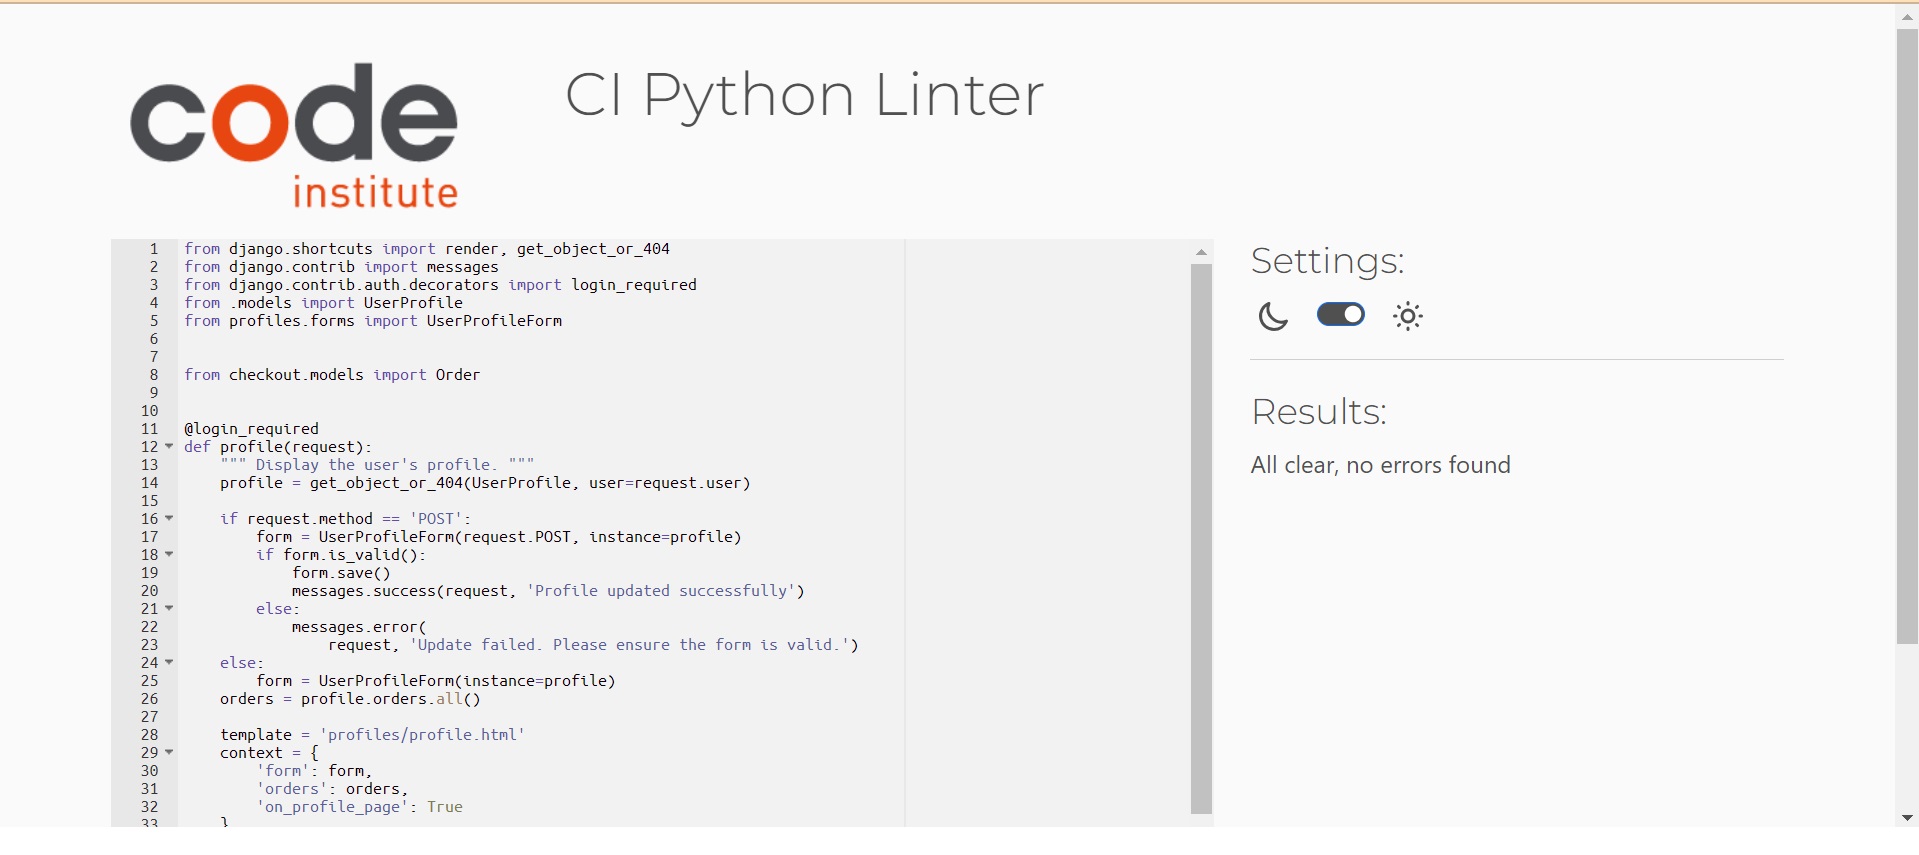 code
institute
CI Python Linter
1 from django.shortcuts import render, get_object_or_404
2 from django.contrib import messages
3 from django.contrib.auth.decorators import login_required
4 from .models import UserProfile
5 from profiles.forms import UserProfileForm
6
7
8 from checkout.models import Order
9
10
11 @login_required
12 def profile(request):
13     """ Display the user's profile. """
14     profile = get_object_or_404(UserProfile, user=request.user)
15
16     if request.method == 'POST':
17         form = UserProfileForm(request.POST, instance=profile)
18         if form.is_valid():
19             form.save()
20             messages.success(request, 'Profile updated successfully')
21         else:
22             messages.error(
23                 request, 'Update failed. Please ensure the form is valid.')
24     else:
25         form = UserProfileForm(instance=profile)
26     orders = profile.orders.all()
27
28     template = 'profiles/profile.html'
29     context = {
30         'form': form,
31         'orders': orders,
32         'on_profile_page': True
33     }
Settings:
Results:
All clear, no errors found